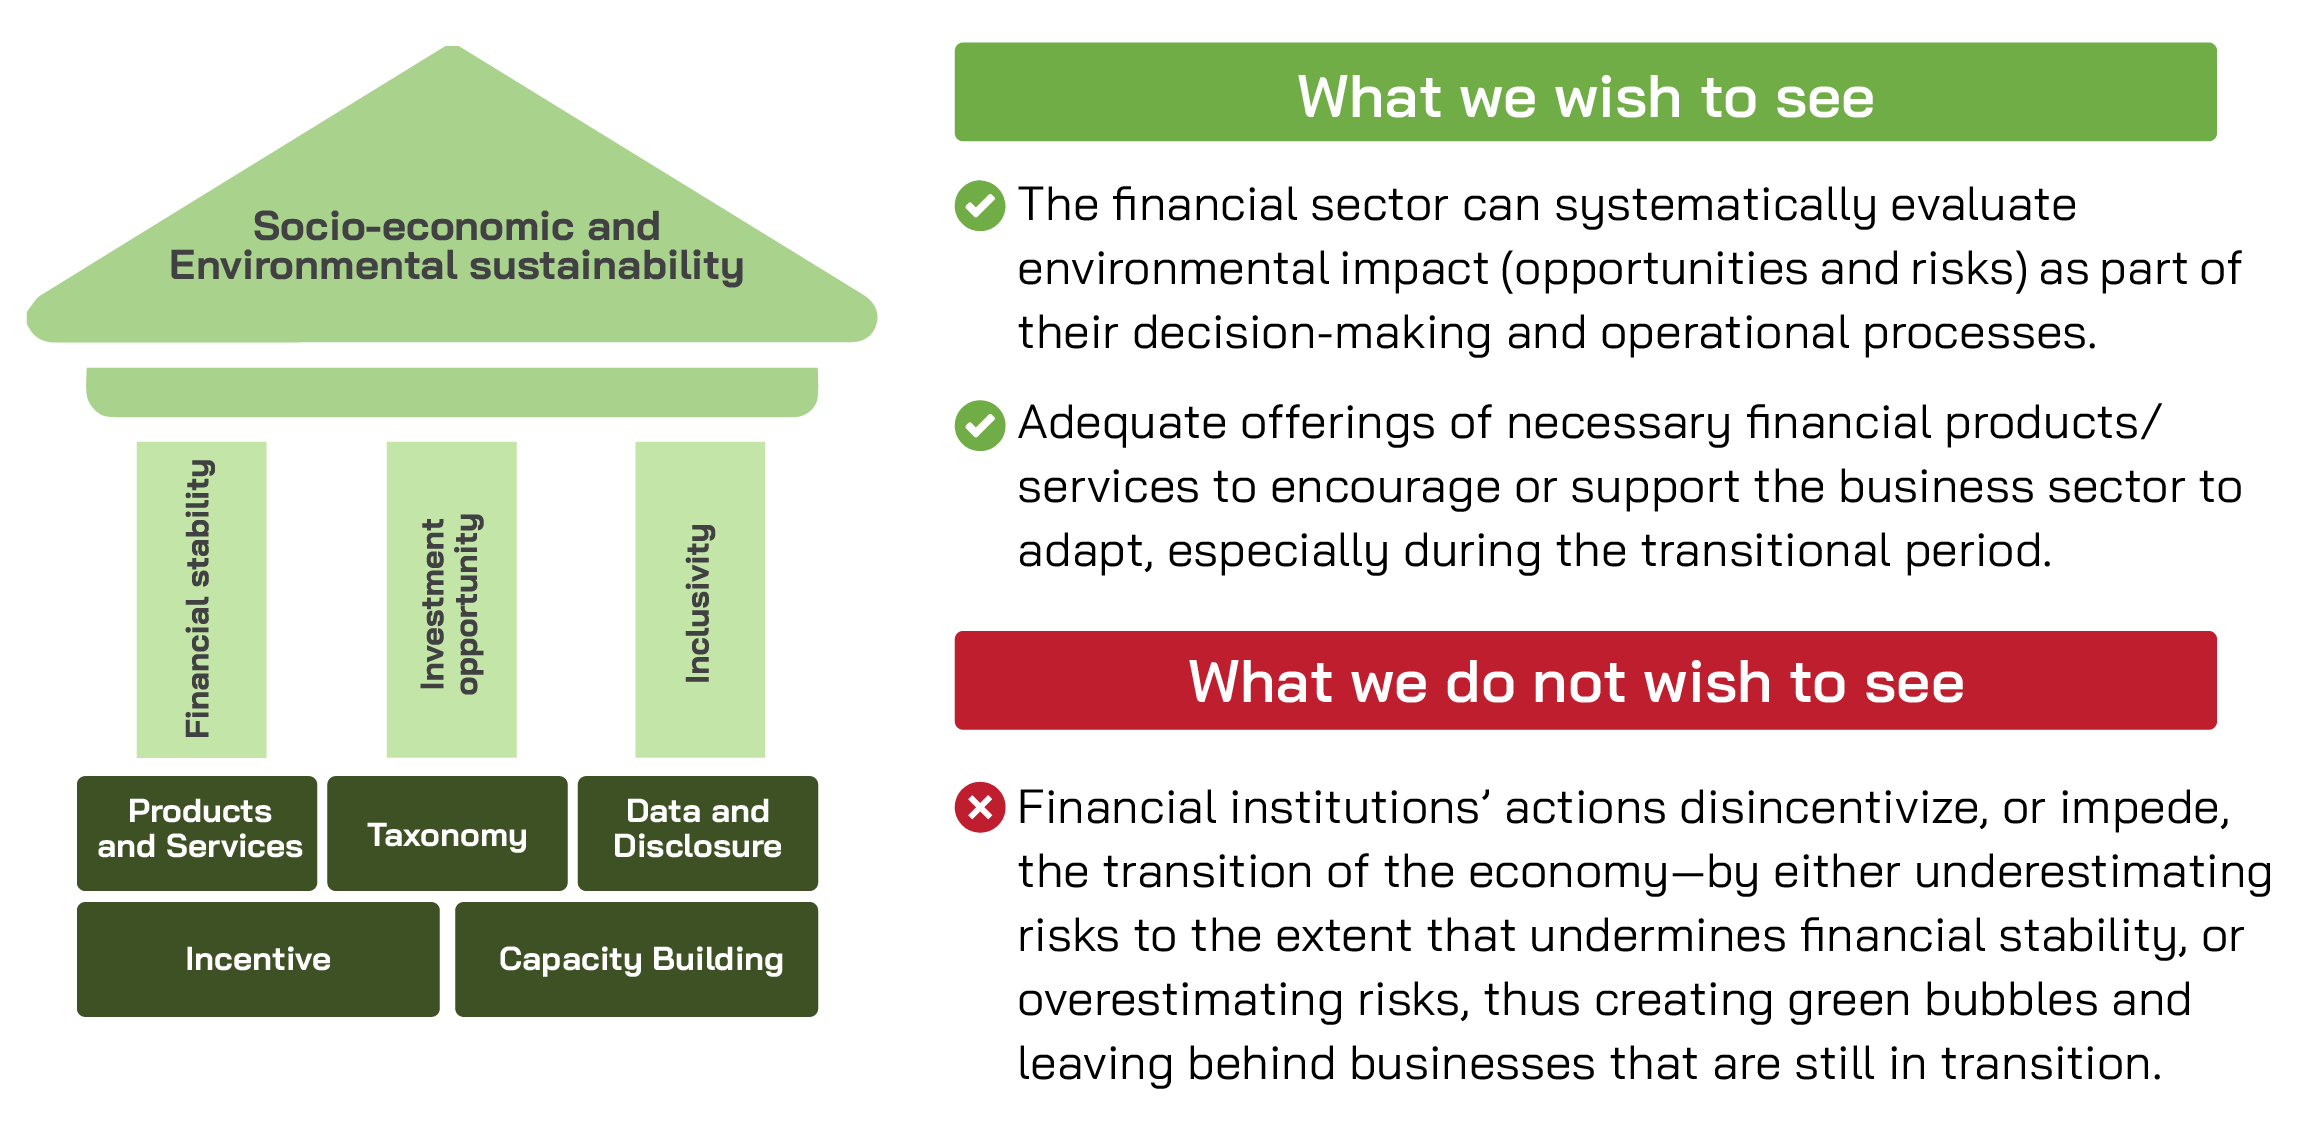 Socio-economic and
Environmental sustainability
Financial stability
Investment
opportunity
Inclusivity
Products
and Services
Taxonomy
Data and
Disclosure
Incentive
Capacity Building
What we wish to see
The financial sector can systematically evaluate
environmental impact (opportunities and risks) as part of
their decision-making and operational processes.
Adequate offerings of necessary financial products/
services to encourage or support the business sector to
adapt, especially during the transitional period.
What we do not wish to see
Financial institutions’ actions disincentivize, or impede,
the transition of the economy—by either underestimating
risks to the extent that undermines financial stability, or
overestimating risks, thus creating green bubbles and
leaving behind businesses that are still in transition.